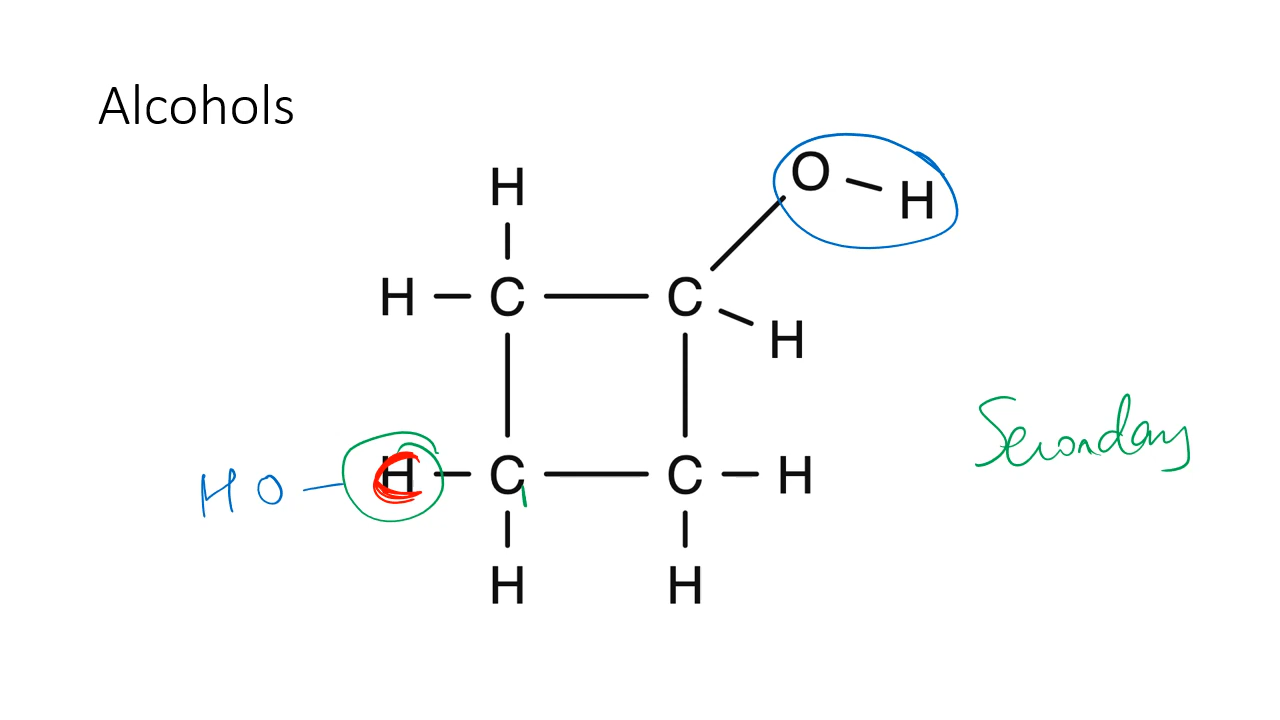 Alcohols
O H
H
H C C
H
Secondary
HO H C C H
H H